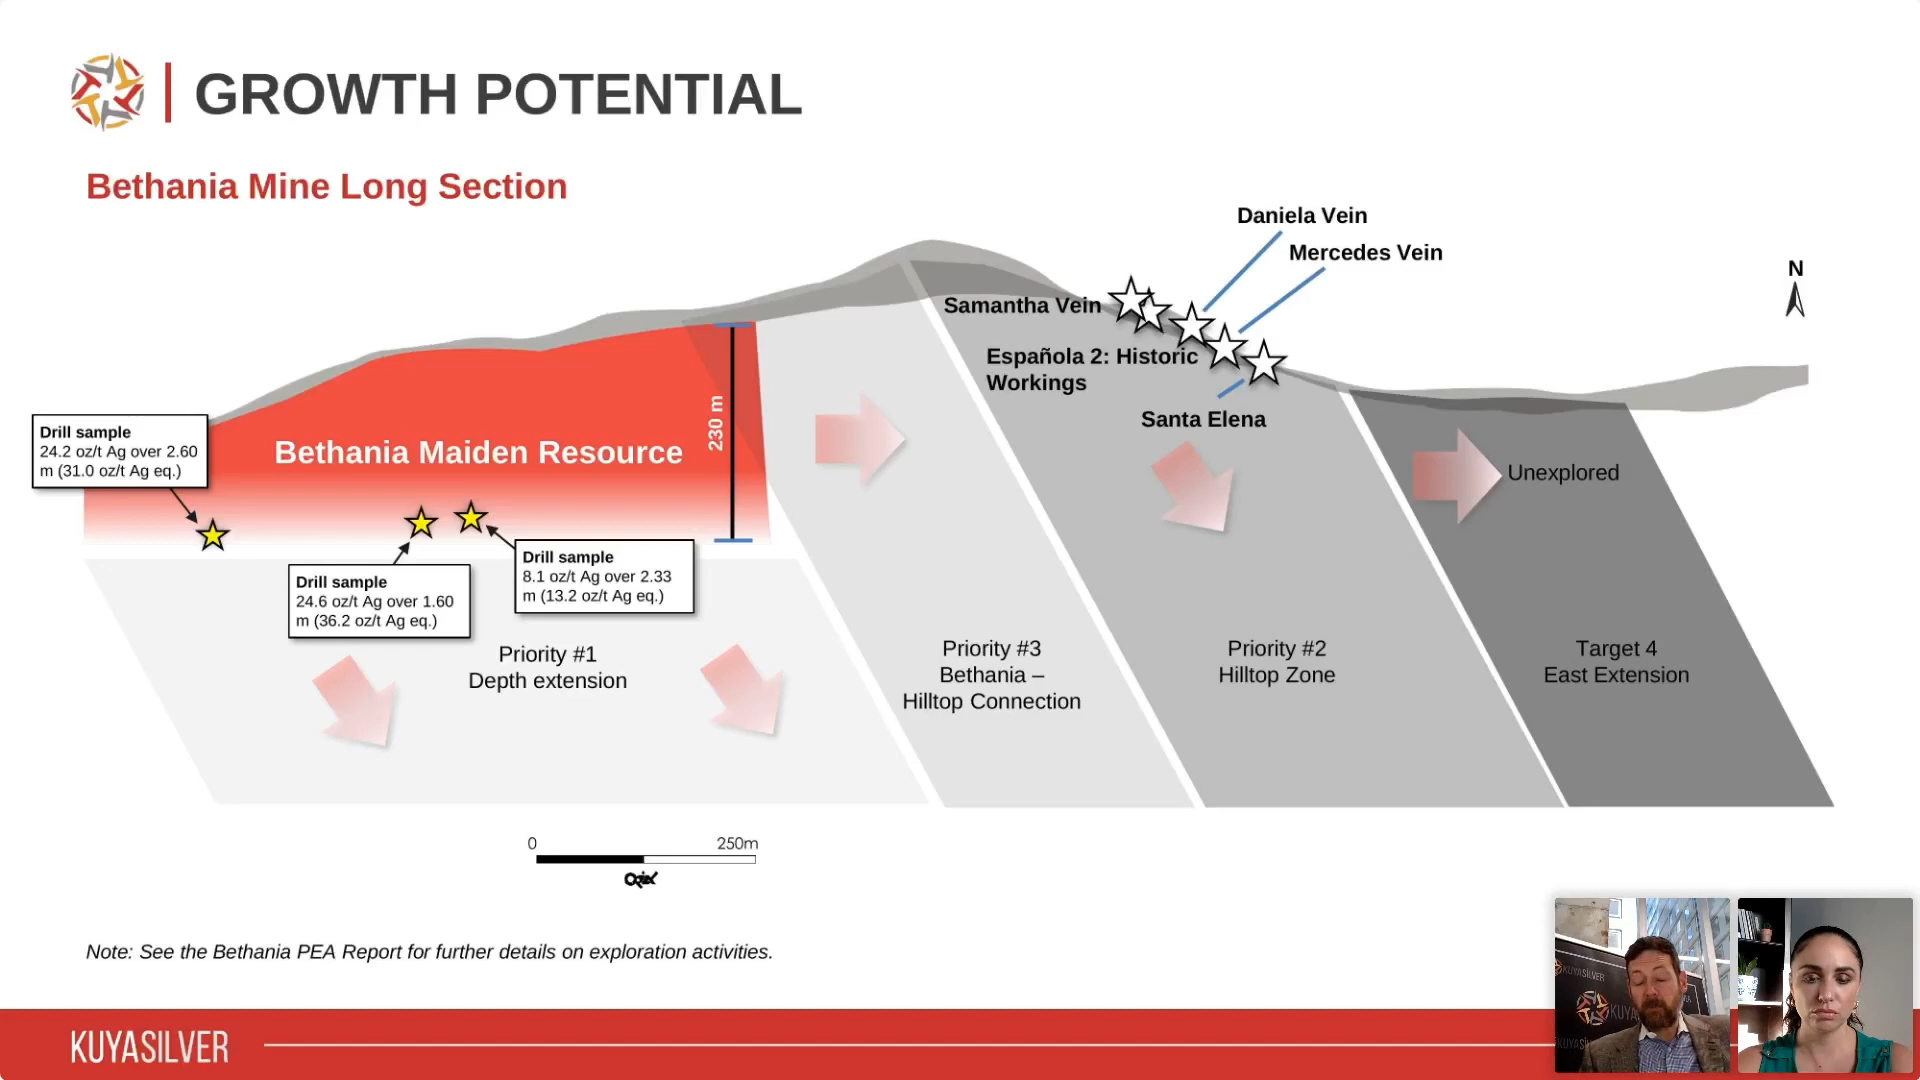 GROWTH POTENTIAL
Bethania Mine Long Section
Daniela Vein
Mercedes Vein
N
Samantha Vein
Española 2: Historic
Workings
Santa Elena
Drill sample
24.2 oz/t Ag over 2.60
m (31.0 oz/t Ag eq.)
Bethania Maiden Resource
230 m
Unexplored
Drill sample
24.6 oz/t Ag over 1.60
m (36.2 oz/t Ag eq.)
Drill sample
8.1 oz/t Ag over 2.33
m (13.2 oz/t Ag eq.)
Priority #1
Depth extension
Priority #3
Bethania –
Hilltop Connection
Priority #2
Hilltop Zone
Target 4
East Extension
0
250m
Note: See the Bethania PEA Report for further details on exploration activities.
KUYASILVER
KUYASILVER